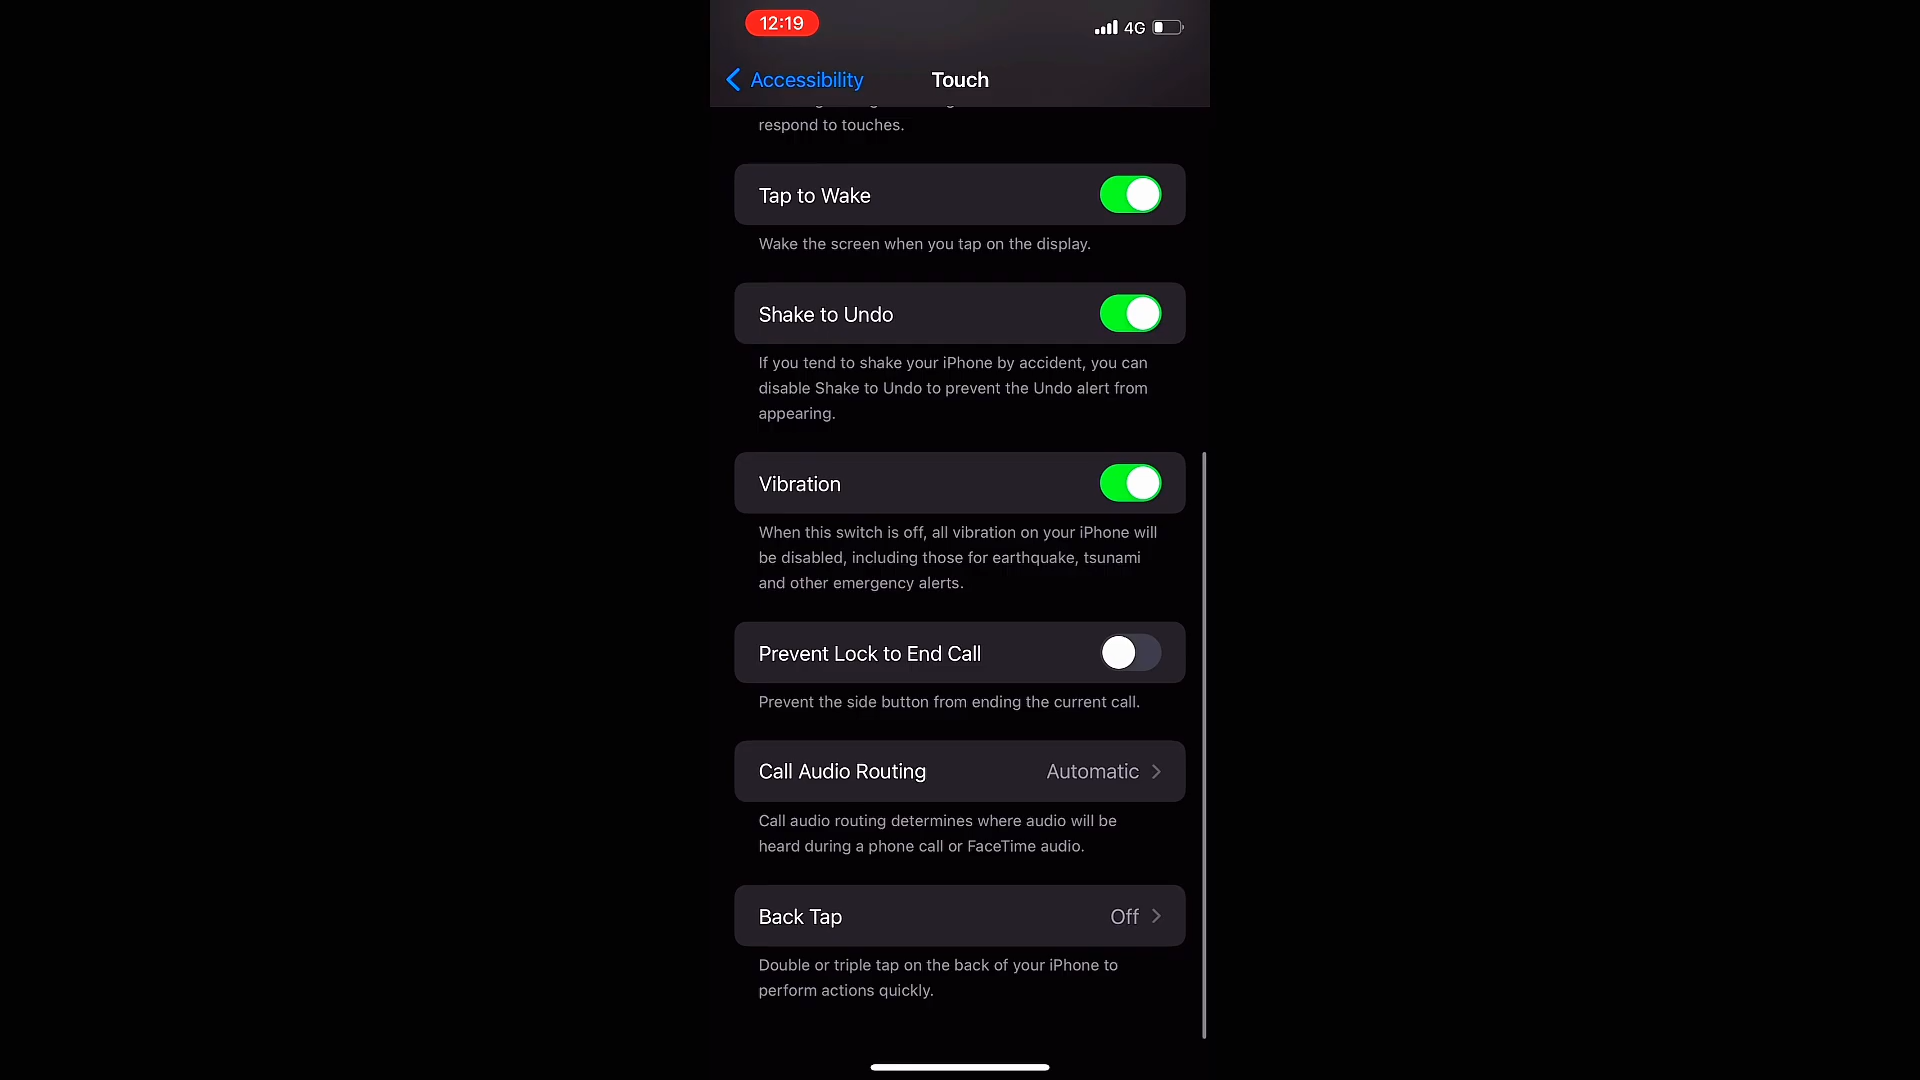 12:19
4G
Accessibility
Touch
respond to touches.
Tap to Wake
Wake the screen when you tap on the display.
Shake to Undo
If you tend to shake your iPhone by accident, you can
disable Shake to Undo to prevent the Undo alert from
appearing.
Vibration
When this switch is off, all vibration on your iPhone will
be disabled, including those for earthquake, tsunami
and other emergency alerts.
Prevent Lock to End Call
Prevent the side button from ending the current call.
Call Audio Routing
Automatic
Call audio routing determines where audio will be
heard during a phone call or FaceTime audio.
Back Tap
Off
Double or triple tap on the back of your iPhone to
perform actions quickly.